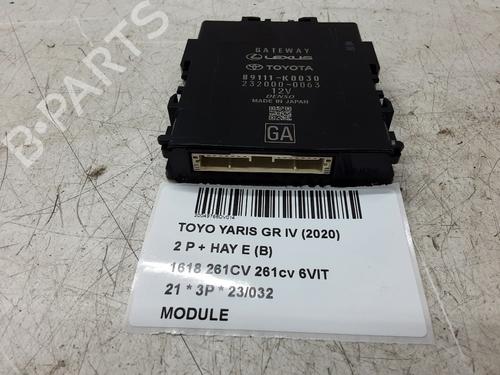 GATEWAY
LEXUS
TOYOTA
89111-K0030
232000-0063
12V
DENSO
MADE IN JAPAN
GA
TOYO YARIS GR IV (2020)
2 P + HAY E (B)
1618 261CV 261cv 6VIT
21 * 3P * 23/032
MODULE
B-PARTS